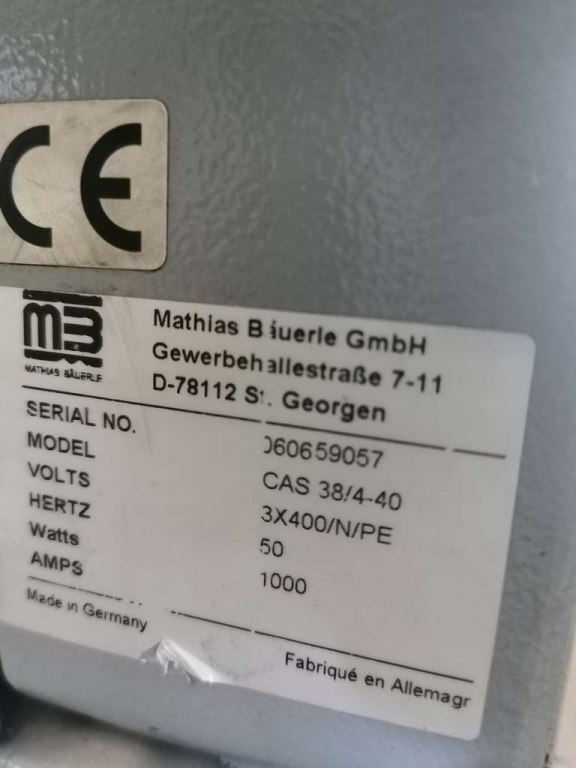 CE
MB
MATHIAS BÄUERLE
Mathias Bäuerle GmbH
Gewerbehallestraße 7-11
D-78112 St. Georgen
SERIAL NO. 060659057
MODEL CAS 38/4-40
VOLTS 3X400/N/PE
HERTZ 50
Watts 1000
AMPS
Made in Germany
Fabriqué en Allemagr